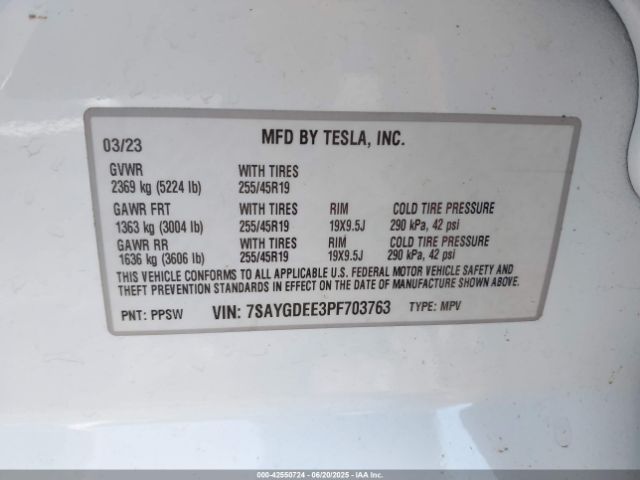 03/23 MFD BY TESLA, INC.
GVWR WITH TIRES
2369 kg (5224 lb) 255/45R19
GAWR FRT WITH TIRES RIM COLD TIRE PRESSURE
1363 kg (3004 lb) 255/45R19 19X9.5J 290 kPa, 42 psi
GAWR RR WITH TIRES RIM COLD TIRE PRESSURE
1636 kg (3606 lb) 255/45R19 19X9.5J 290 kPa, 42 psi
THIS VEHICLE CONFORMS TO ALL APPLICABLE U.S. FEDERAL MOTOR VEHICLE SAFETY AND
THEFT PREVENTION STANDARDS IN EFFECT ON THE DATE OF MANUFACTURE SHOWN ABOVE.
PNT: PPSW VIN: 7SAYGDEE3PF703763 TYPE: MPV
000-42550724 - 06/20/2025 - IAAI